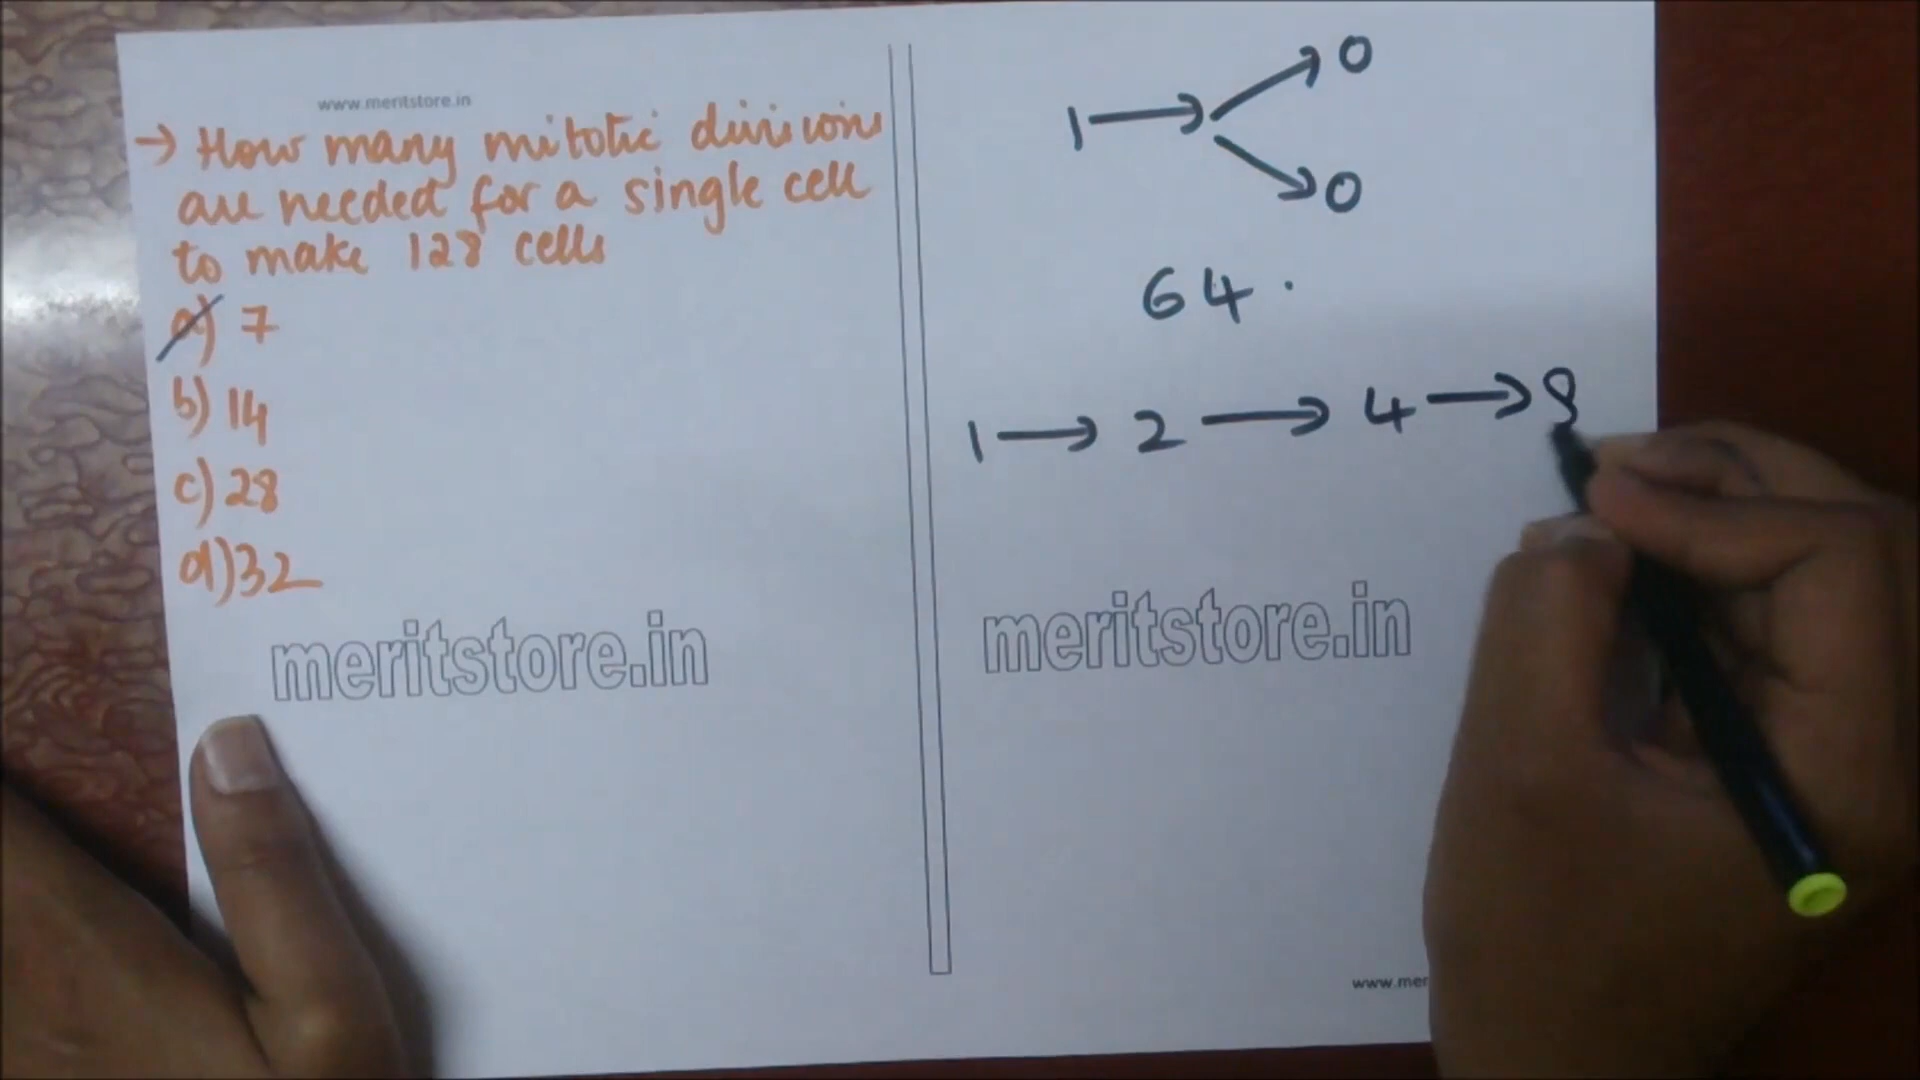 www.meritstore.in
→ How many mitotic divisions
are needed for a single cell
to make 128 cells
a) 7
b) 14
c) 28
d) 32
meritstore.in
1 → 0
0
64 .
1 → 2 → 4 → 8
meritstore.in
www.mer